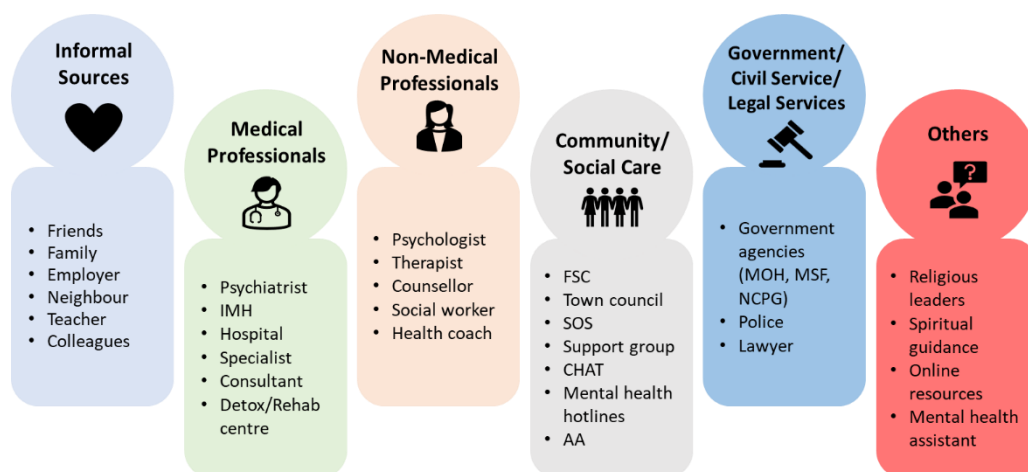 Informal
Sources
• Friends
• Family
• Employer
• Neighbour
• Teacher
• Colleagues
Medical
Professionals
• Psychiatrist
• IMH
• Hospital
• Specialist
• Consultant
• Detox/Rehab
centre
Non-Medical
Professionals
• Psychologist
• Therapist
• Counsellor
• Social worker
• Health coach
Community/
Social Care
• FSC
• Town council
• SOS
• Support group
• CHAT
• Mental health
hotlines
• AA
Government/
Civil Service/
Legal Services
• Government
agencies
(MOH, MSF,
NCPG)
• Police
• Lawyer
Others
?
• Religious
leaders
• Spiritual
guidance
• Online
resources
• Mental health
assistant